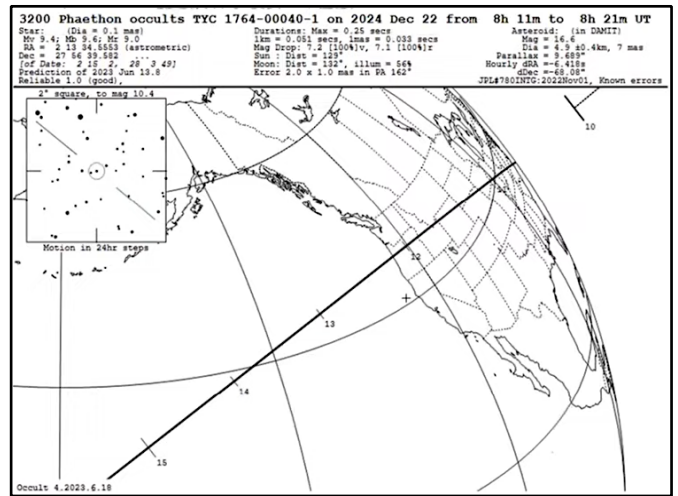 3200 Phaethon occults TYC 1764-00040-1 on 2024 Dec 22 from 8h 11m to 8h 21m UT
Star: (Dia = 0.1 mas)
Mv 9.4; Mb 9.6; Mr 9.0
RA = 2 13 34.5553 (astrometric)
Dec = 27 56 39.582 ...
[of Date: 2 15 2, 28 3 49]
Prediction of 2023 Jun 13.8
Reliable 1.0 (good),
Durations: Max = 0.25 secs
1km = 0.051 secs, 1mas = 0.033 secs
Mag Drop: 7.2 [100%]v, 7.1 [100%]r
Sun : Dist = 129°
Moon: Dist = 132°, illum = 56%
Error 2.0 x 1.0 mas in PA 162°
Asteroid: (in DAMIT)
Mag = 16.6
Dia = 4.9 ±0.4km, 7 mas
Parallax = 9.689"
Hourly dRA =-6.418s
dDec =-68.08"
JPL#780INTG:2022Nov01, Known errors
2° square, to mag 10.4
Motion in 24hr steps
10
12
13
14
15
Occult 4.2023.6.18